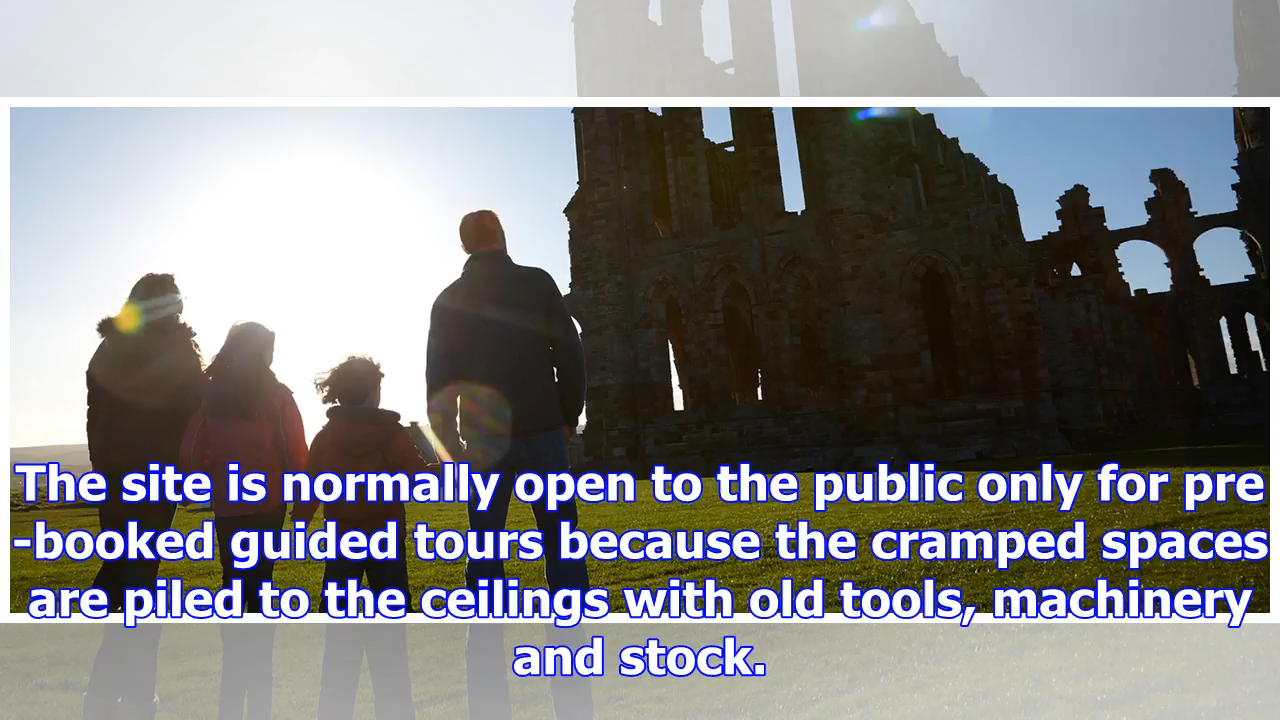 The site is normally open to the public only for pre
-booked guided tours because the cramped spaces
are piled to the ceilings with old tools, machinery
and stock.